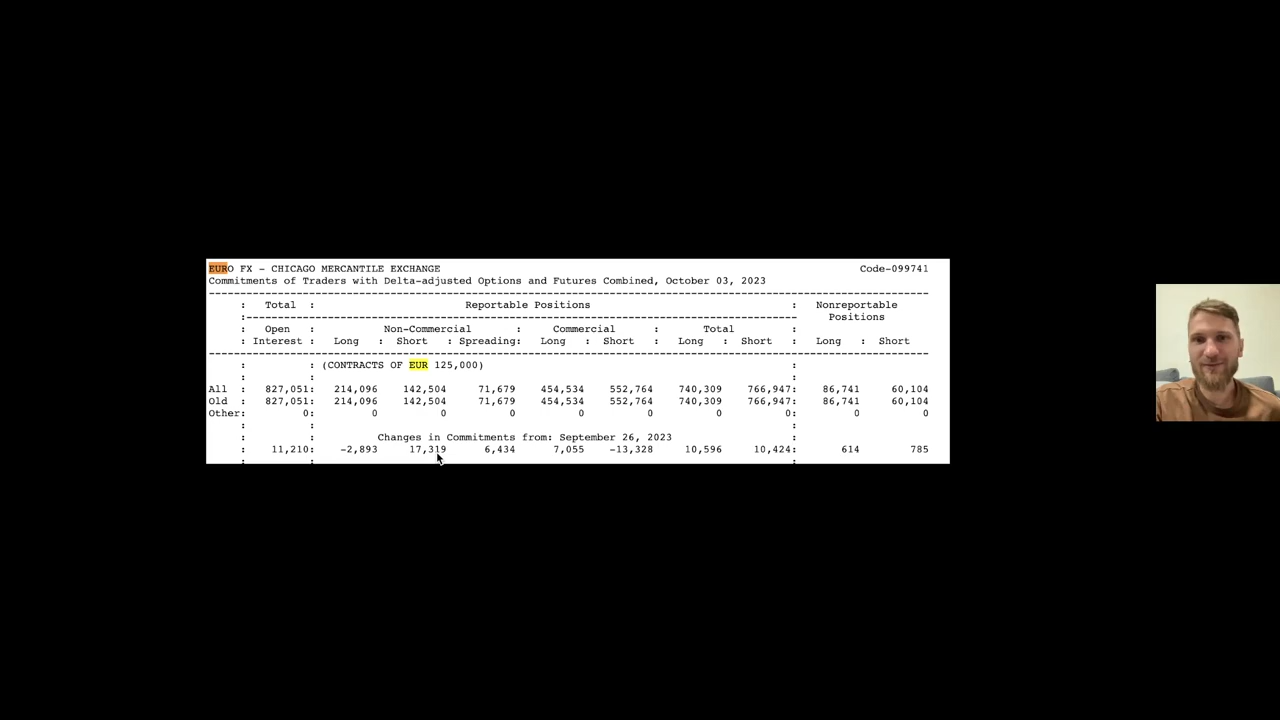 EURO FX - CHICAGO MERCANTILE EXCHANGE Code-099741
Commitments of Traders with Delta-adjusted Options and Futures Combined, October 03, 2023
--------------------------------------------------------------------------------
: Total : Reportable Positions : Nonreportable
:-------------------------------------------------------------- Positions
: Open : Non-Commercial : Commercial : Total :
: Interest : Long : Short : Spreading: Long : Short : Long : Short : Long : Short
--------------------------------------------------------------------------------
: : (CONTRACTS OF EUR 125,000) :
: : :
All : 827,051: 214,096 142,504 71,679 454,534 552,764 740,309 766,947: 86,741 60,104
Old : 827,051: 214,096 142,504 71,679 454,534 552,764 740,309 766,947: 86,741 60,104
Other: 0: 0 0 0 0 0 0 0: 0 0
: : :
: : Changes in Commitments from: September 26, 2023 :
: 11,210: -2,893 17,319 6,434 7,055 -13,328 10,596 10,424: 614 785
: : :